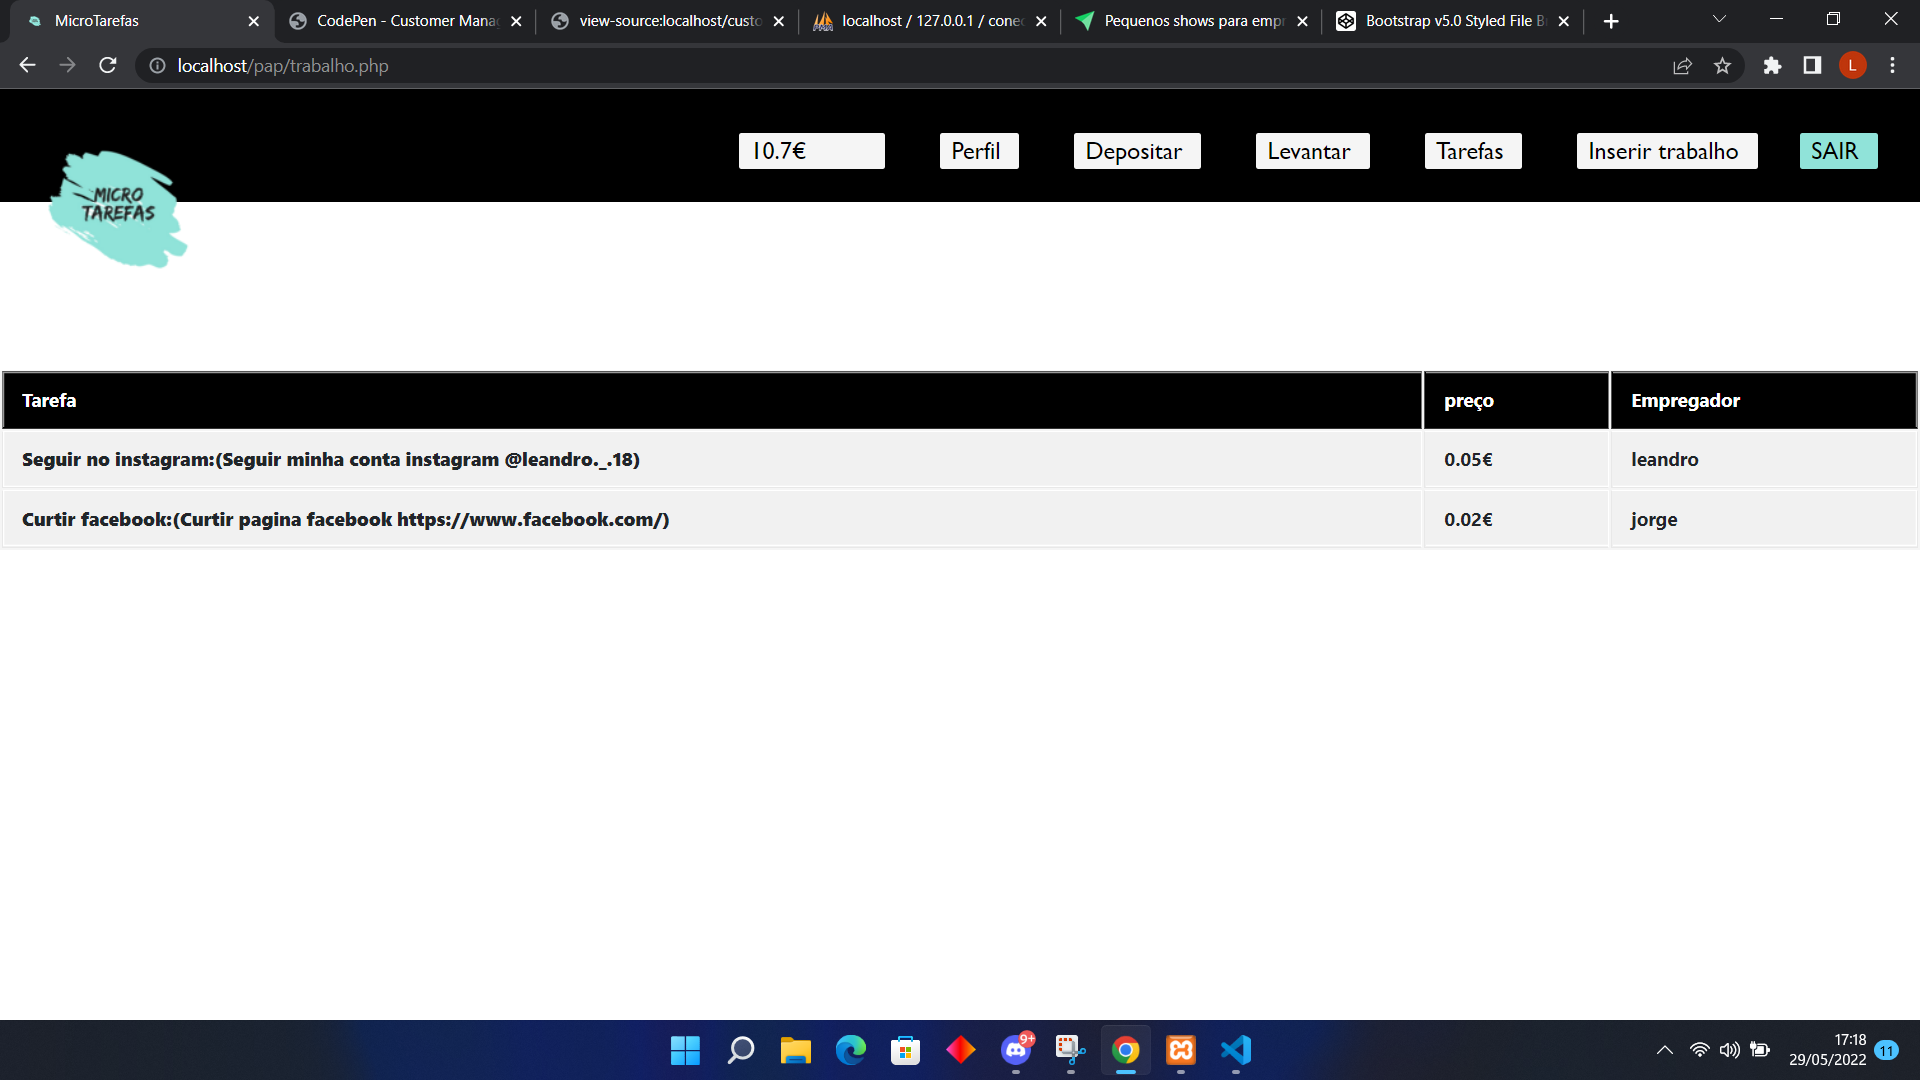 MicroTarefas
CodePen - Customer Mana
view-source:localhost/custo
localhost / 127.0.0.1 / conec
Pequenos shows para empr
Bootstrap v5.0 Styled File B
localhost/pap/trabalho.php
L
MICRO
TAREFAS
10.7€
Perfil
Depositar
Levantar
Tarefas
Inserir trabalho
SAIR
Tarefa preço Empregador
Seguir no instagram:(Seguir minha conta instagram @leandro._.18) 0.05€ leandro
Curtir facebook:(Curtir pagina facebook https://www.facebook.com/) 0.02€ jorge
9+
17:18
29/05/2022
11